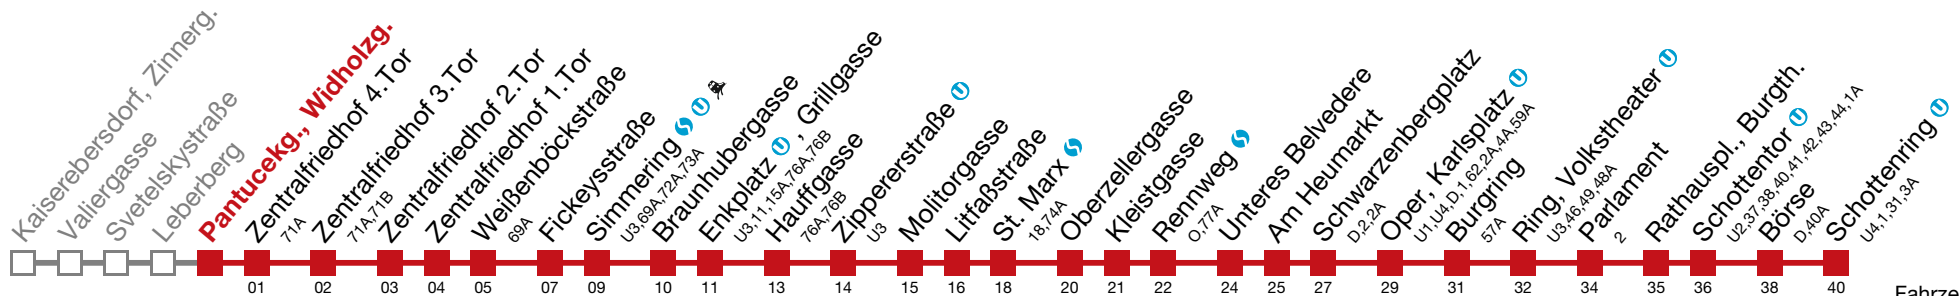 Kaiserebersdorf, Zinnerg.
Valiergasse
Svetelskystraße
Leberberg
Pantucekg., Widholzg.
Zentralfriedhof 4.Tor
71A
Zentralfriedhof 3.Tor
71A,71B
Zentralfriedhof 2.Tor
Zentralfriedhof 1.Tor
Weißenböckstraße
69A
Fickeysstraße
Simmering S U
U3,69A,72A,73A
Braunhubergasse
Enkplatz U, Grillgasse
U3,11,15A,76A,76B
Hauffgasse
76A,76B
Zippererstraße U
U3
Molitorgasse
Litfaßstraße
St. Marx S
18,74A
Oberzellergasse
Kleistgasse
Rennweg S
O,77A
Unteres Belvedere
Am Heumarkt
Schwarzenbergplatz
D,2,2A
Oper, Karlsplatz U
U1,U4,D,1,62,2A,4A,59A
Burgring
57A
Ring, Volkstheater U
U3,46,49,48A
Parlament
2
Rathauspl., Burgth.
Schottentor U
U2,37,38,40,41,42,43,44,1A
Börse
D,40A
Schottenring U
U4,1,31,3A
01 02 03 04 05 07 09 10 11 13 14 15 16 18 20 21 22 24 25 27 29 31 32 34 35 36 38 40
Fahrze